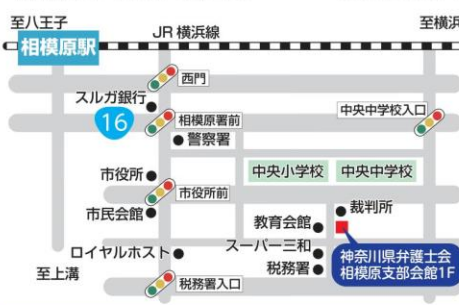 至八王子
至横浜
JR 横浜線
相模原駅
西門
スルガ銀行
16
相模原署前
中央中学校入口
警察署
市役所
中央小学校
中央中学校
市役所前
市民会館
裁判所
教育会館
ロイヤルホスト
スーパー三和
税務署
神奈川県弁護士会
相模原支部会館1F
至上溝
税務署入口